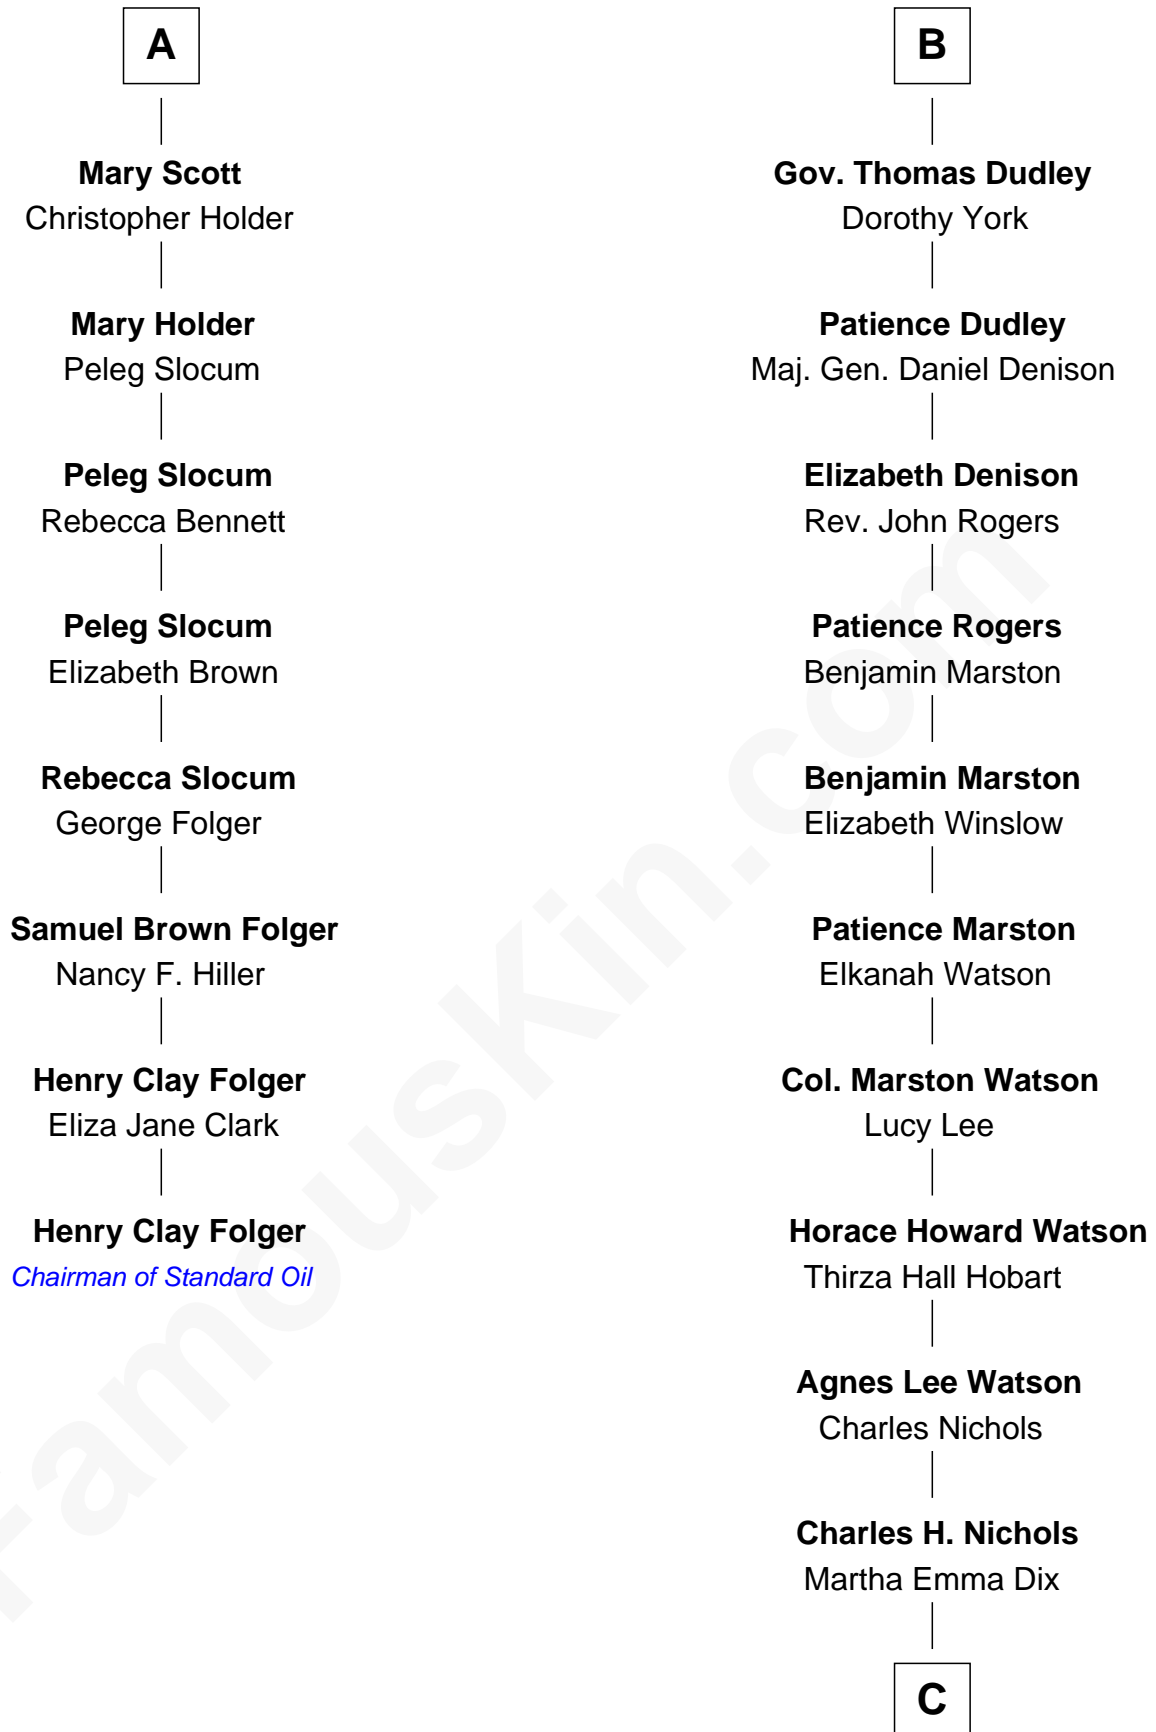 A
Mary Scott
Christopher Holder
Mary Holder
Peleg Slocum
Peleg Slocum
Rebecca Bennett
Peleg Slocum
Elizabeth Brown
Rebecca Slocum
George Folger
Samuel Brown Folger
Nancy F. Hiller
Henry Clay Folger
Eliza Jane Clark
Henry Clay Folger
Chairman of Standard Oil
B
Gov. Thomas Dudley
Dorothy York
Patience Dudley
Maj. Gen. Daniel Denison
Elizabeth Denison
Rev. John Rogers
Patience Rogers
Benjamin Marston
Benjamin Marston
Elizabeth Winslow
Patience Marston
Elkanah Watson
Col. Marston Watson
Lucy Lee
Horace Howard Watson
Thirza Hall Hobart
Agnes Lee Watson
Charles Nichols
Charles H. Nichols
Martha Emma Dix
C
FamousKin.com